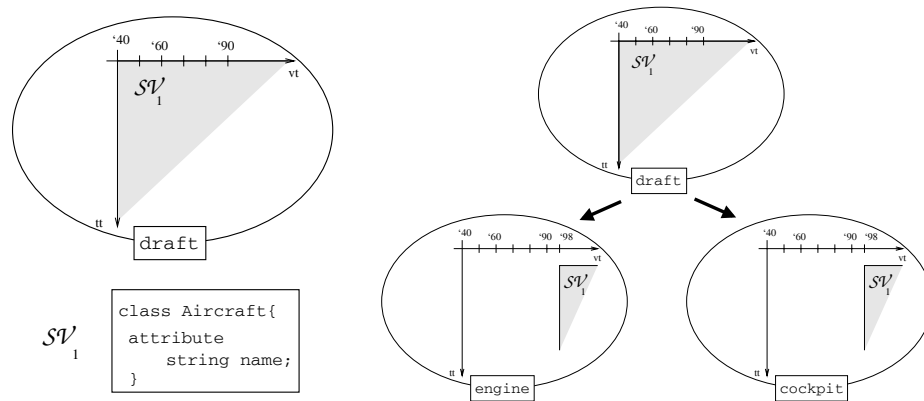 ‘40 ‘60 ‘90
vt
SV1
tt
draft
SV1
class Aircraft{
attribute
string name;
}
‘40 ‘60 ‘90
vt
SV1
tt
draft
‘40 ‘60 ‘90 ‘98
vt
SV1
tt
engine
‘40 ‘60 ‘90 ‘98
vt
SV1
tt
cockpit